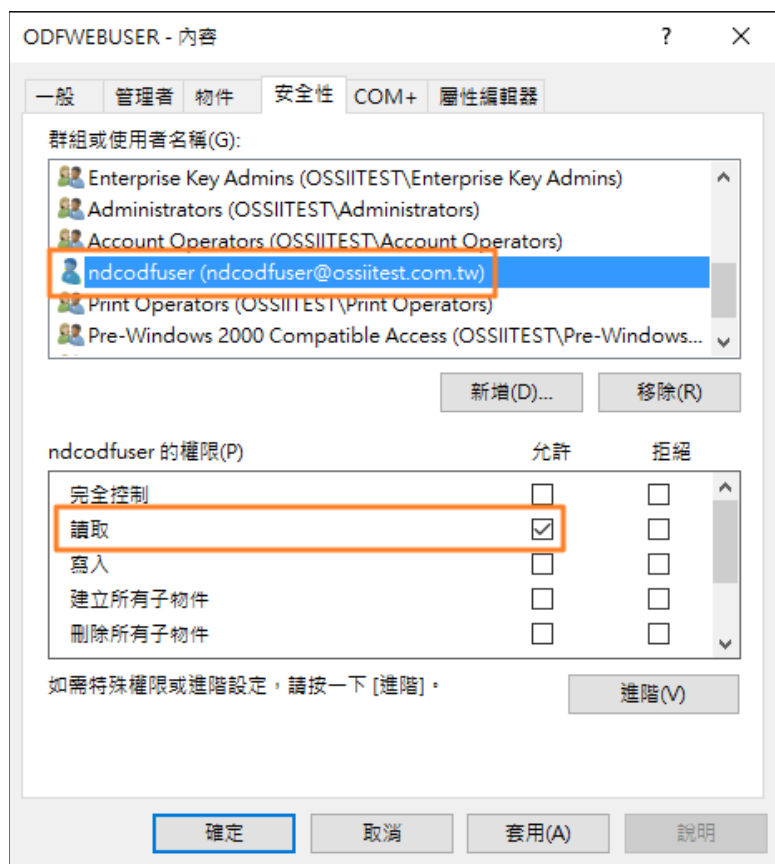 ODFWEBUSER - 內容 ?
一般 管理者 物件 安全性 COM+ 屬性編輯器
群組或使用者名稱(G):
Enterprise Key Admins (OSSIITEST\Enterprise Key Admins)
Administrators (OSSIITEST\Administrators)
Account Operators (OSSIITEST\Account Operators)
ndcodfuser (ndcodfuser@ossiitest.com.tw)
Print Operators (OSSIITEST\Print Operators)
Pre-Windows 2000 Compatible Access (OSSIITEST\Pre-Windows...
新增(D)... 移除(R)
ndcodfuser 的權限(P) 允許 拒絕
完全控制
讀取
寫入
建立所有子物件
刪除所有子物件
如需特殊權限或進階設定，請按一下 [進階]。 進階(V)
確定 取消 套用(A) 說明